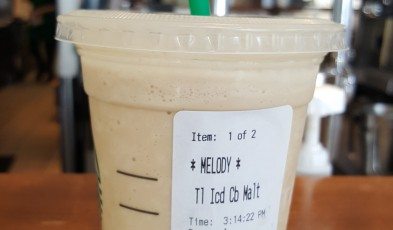 Item: 1 of 2
* MELODY *
Tl Icd Cb Malt
Time: 3:14:22 PM